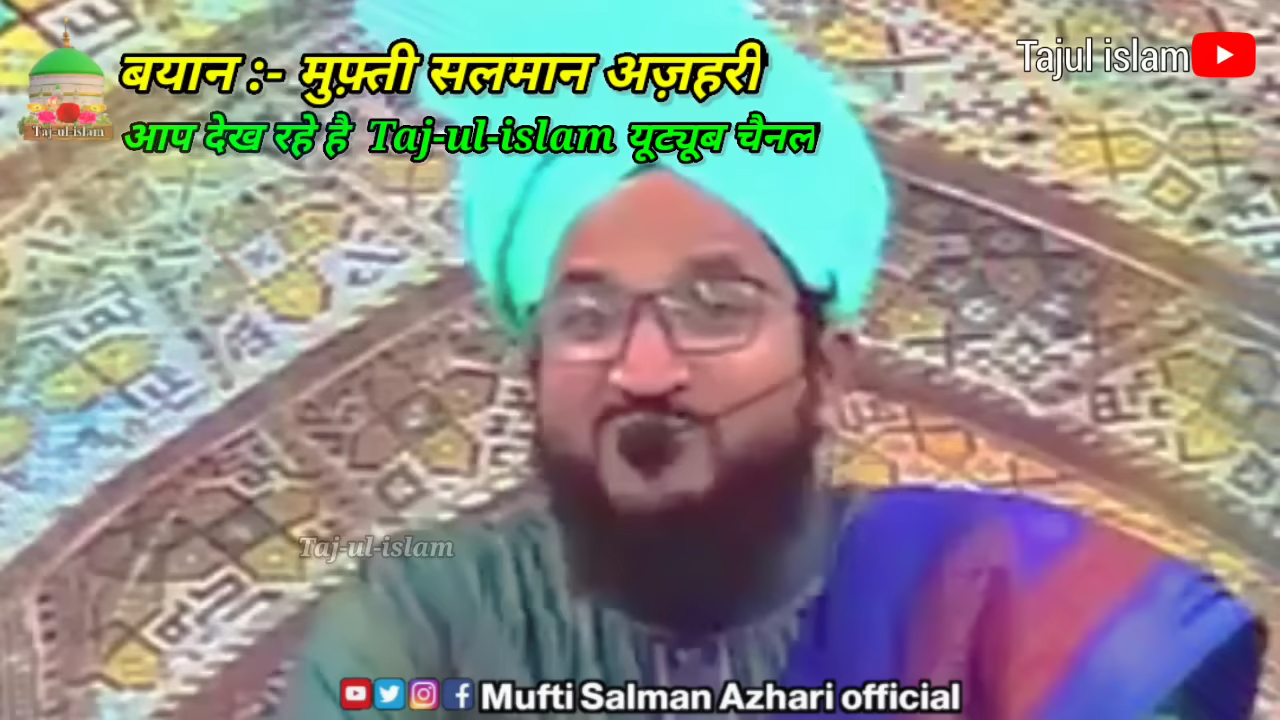 बयान :- मुफ़्ती सलमान अज़हरी
Tajul islam
आप देख रहे है Taj-ul-islam यूट्यूब चैनल
Taj-ul-islam
Taj-ul-islam
Mufti Salman Azhari official